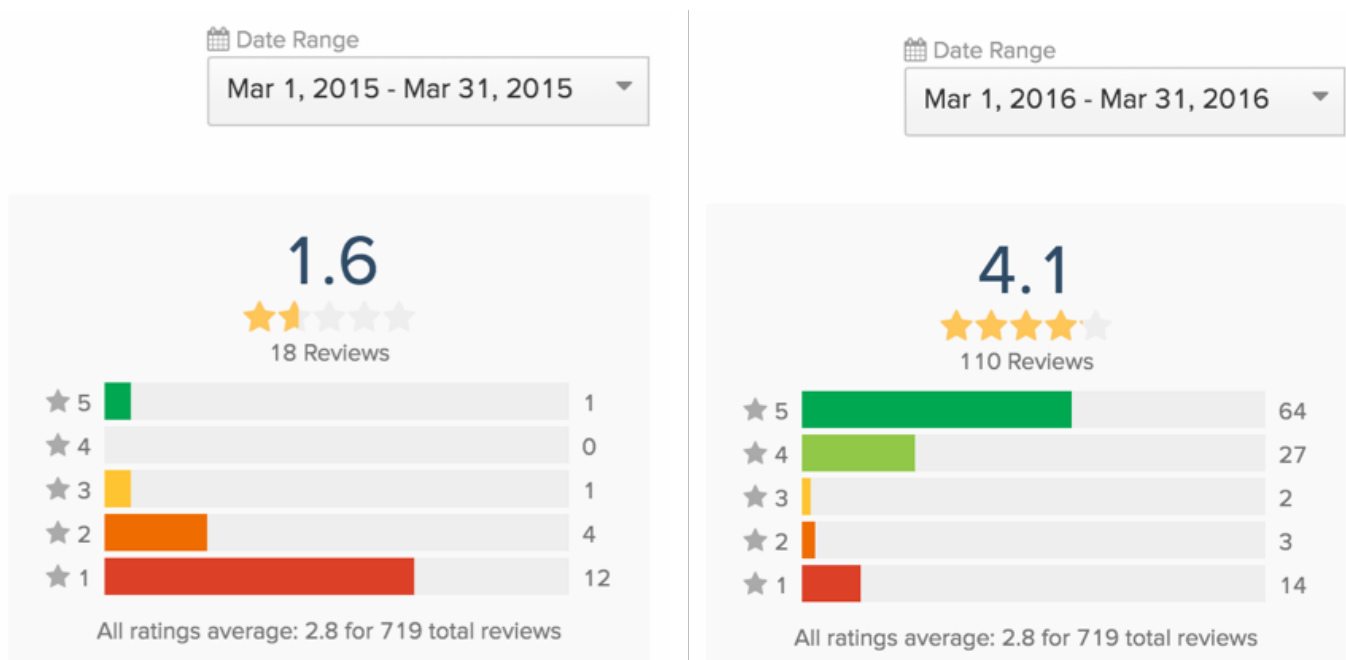 Date Range
Mar 1, 2015 - Mar 31, 2015
1.6
18 Reviews
5 1
4 0
3 1
2 4
1 12
All ratings average: 2.8 for 719 total reviews
Date Range
Mar 1, 2016 - Mar 31, 2016
4.1
110 Reviews
5 64
4 27
3 2
2 3
1 14
All ratings average: 2.8 for 719 total reviews